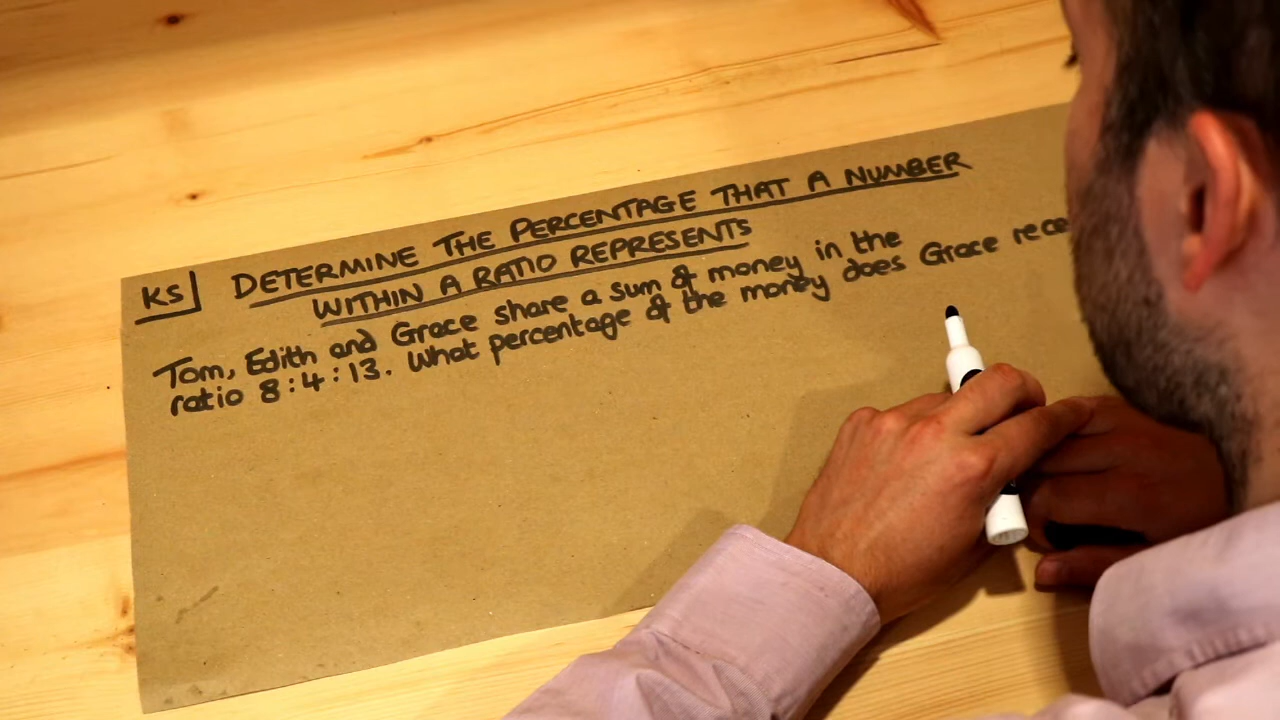 KS
DETERMINE THE PERCENTAGE THAT A NUMBER
WITHIN A RATIO REPRESENTS
Tom, Edith and Grace share a sum of money in the
ratio 8:4:13. What percentage of the money does Grace